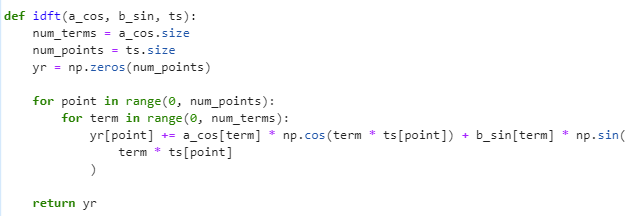 def idft(a_cos, b_sin, ts):
    num_terms = a_cos.size
    num_points = ts.size
    yr = np.zeros(num_points)

    for point in range(0, num_points):
        for term in range(0, num_terms):
            yr[point] += a_cos[term] * np.cos(term * ts[point]) + b_sin[term] * np.sin(
                term * ts[point]
            )

    return yr